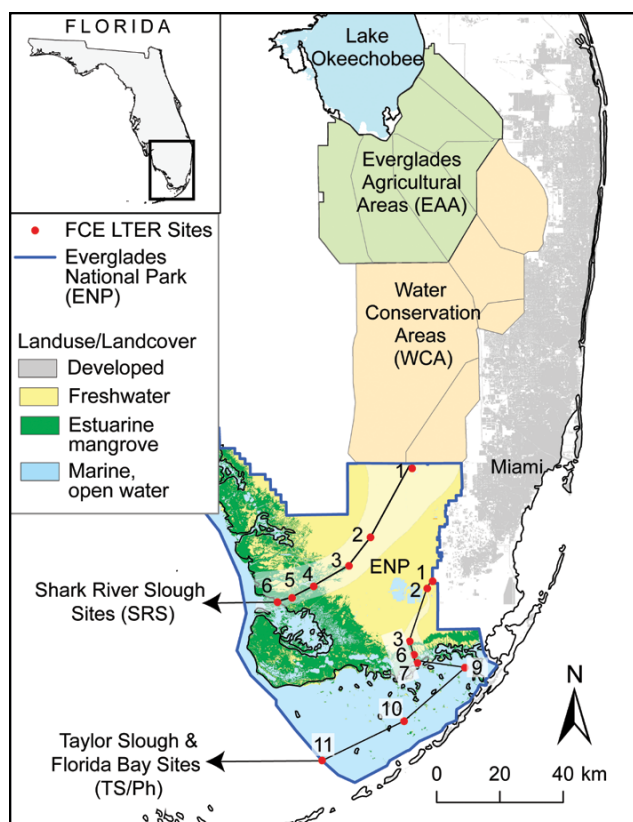 FLORIDA
Lake
Okeechobee
Everglades
Agricultural
Areas (EAA)
FCE LTER Sites
Everglades
National Park
(ENP)
Water
Conservation
Areas
(WCA)
Landuse/Landcover
Developed
Freshwater
Estuarine
mangrove
Marine,
open water
Miami
1
2
3
4
5
6
ENP
1
2
3
6
7
9
10
11
Shark River Slough
Sites (SRS)
Taylor Slough &
Florida Bay Sites
(TS/Ph)
N
0 20 40 km